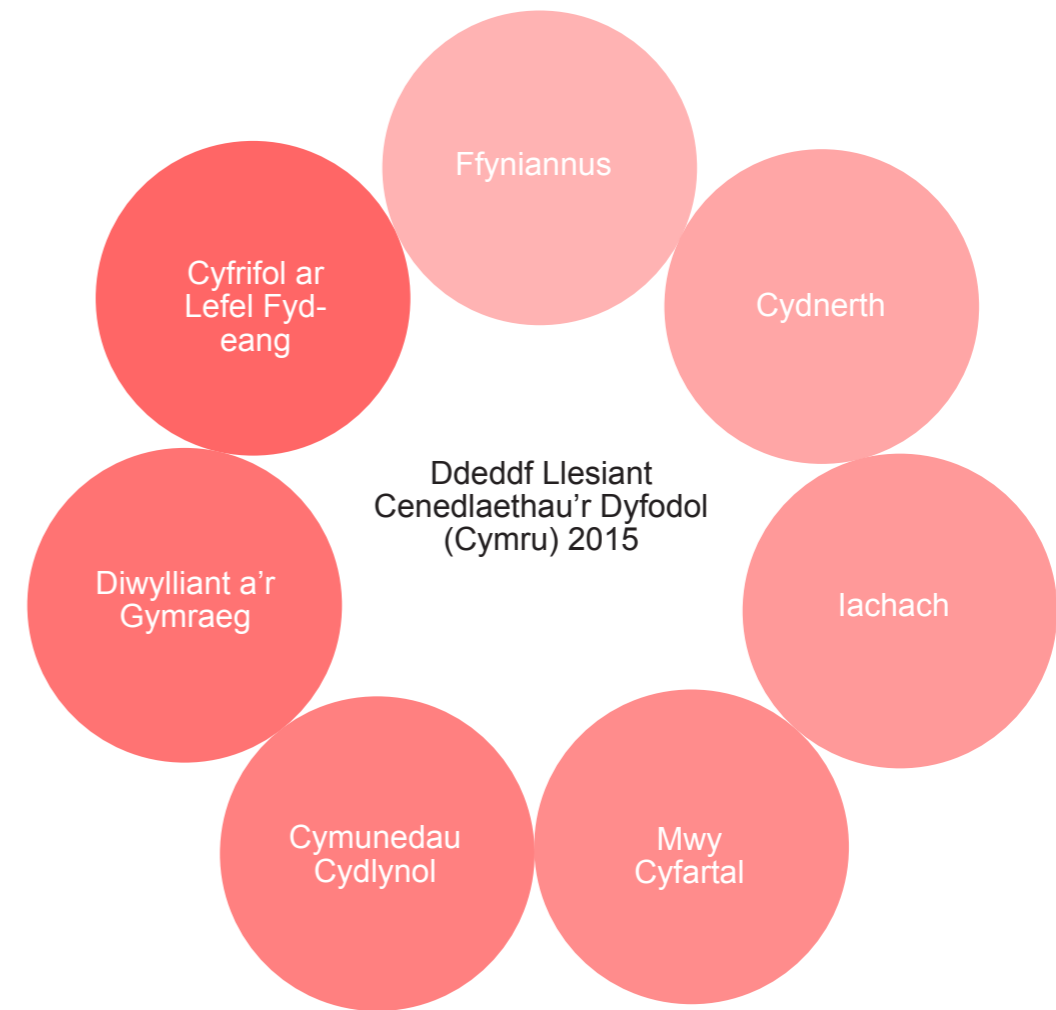 Ffyniannus
Cydnerth
Iachach
Mwy
Cyfartal
Cymunedau
Cydlynol
Diwylliant a’r
Gymraeg
Cyfrifol ar
Lefel Fyd-
eang
Ddeddf Llesiant
Cenedlaethau’r Dyfodol
(Cymru) 2015